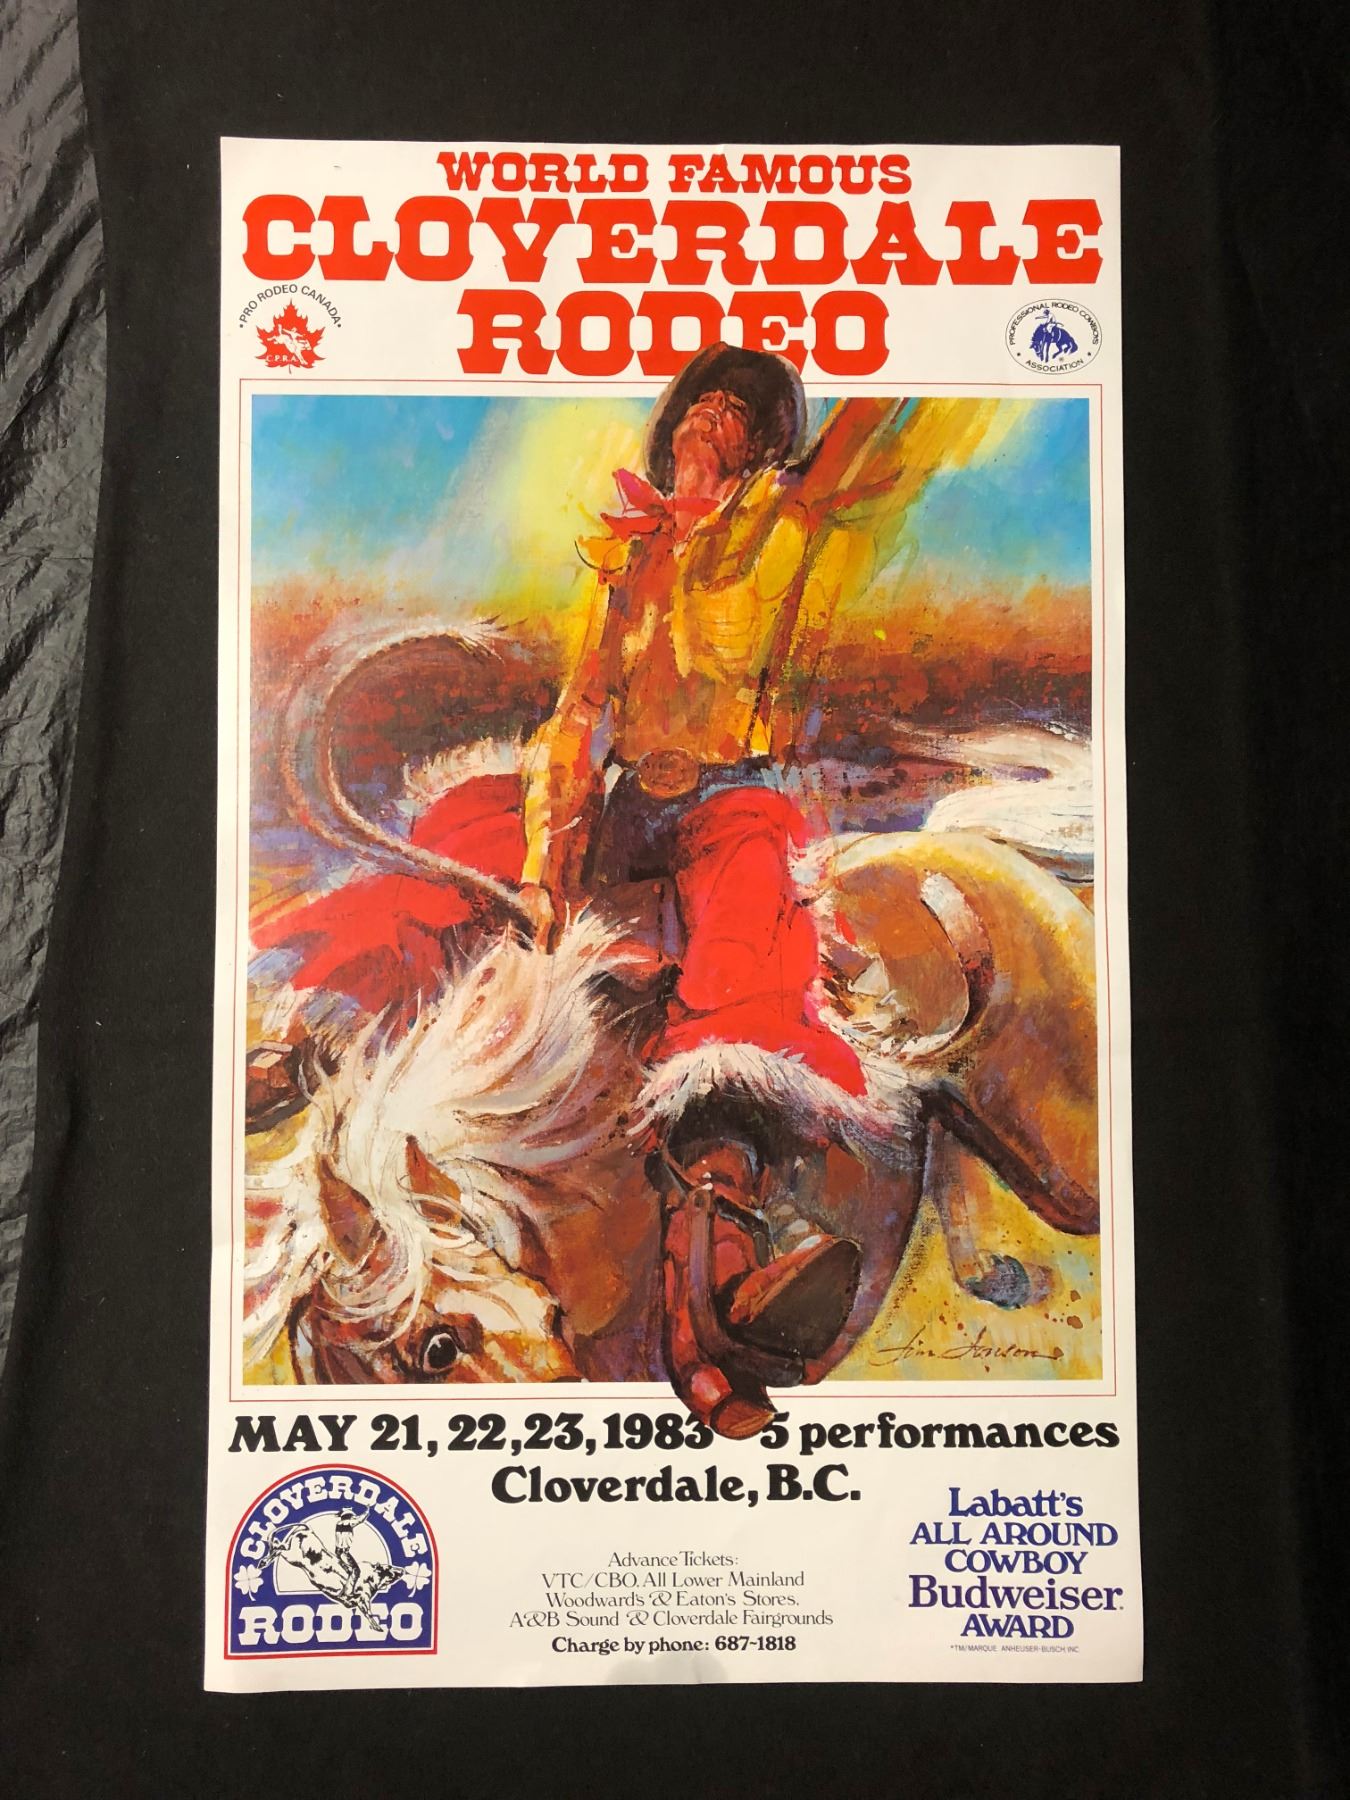 WORLD FAMOUS
CLOVERDALE
RODEO
• PRO RODEO CANADA •
C.P.R.A.
PROFESSIONAL RODEO COWBOYS
• ASSOCIATION •
®
Jim Jonson
MAY 21, 22, 23, 1983 5 performances
Cloverdale, B.C.
CLOVERDALE
RODEO
Advance Tickets:
VTC/CBO, All Lower Mainland
Woodward's & Eaton's Stores,
A&B Sound & Cloverdale Fairgrounds
Charge by phone: 687-1818
Labatt's
ALL AROUND
COWBOY
Budweiser
AWARD
*TM/MARQUE ANHEUSER-BUSCH, INC